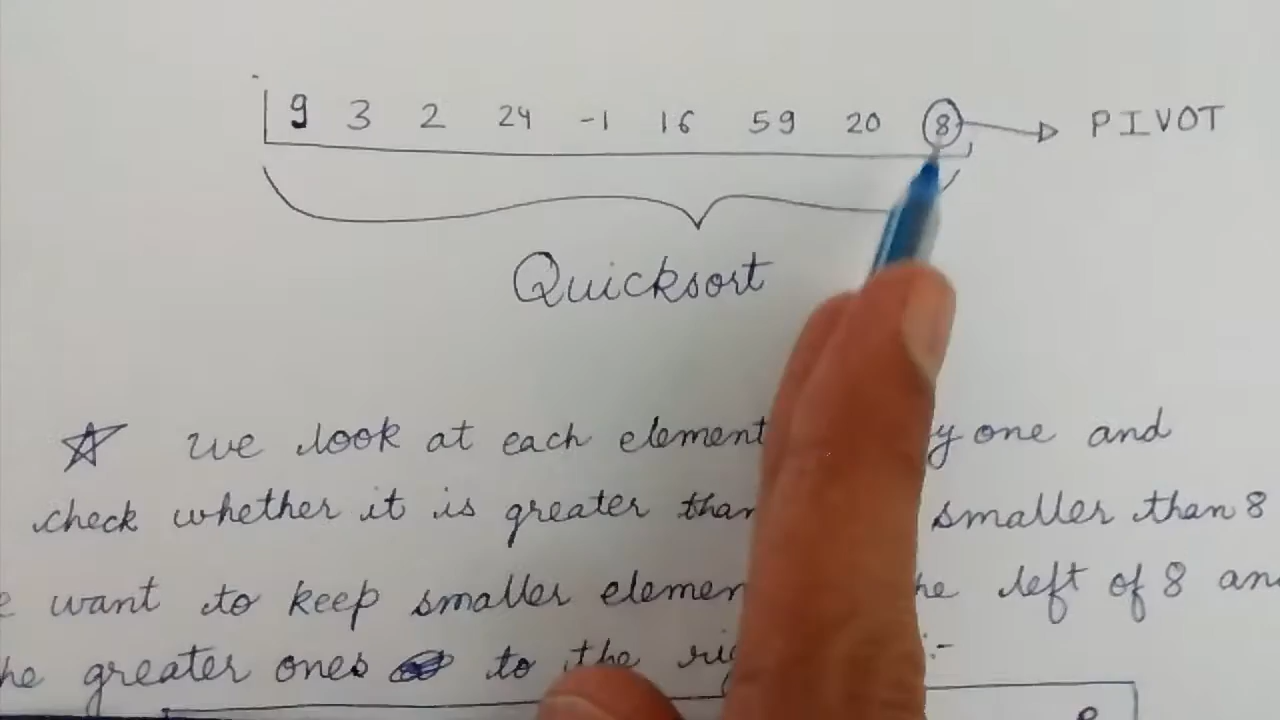 9 3 2 24 -1 16 59 20 8 PIVOT
Quicksort
we look at each element one and
check whether it is greater than smaller than 8
want to keep smaller left of 8
greater ones to the :-